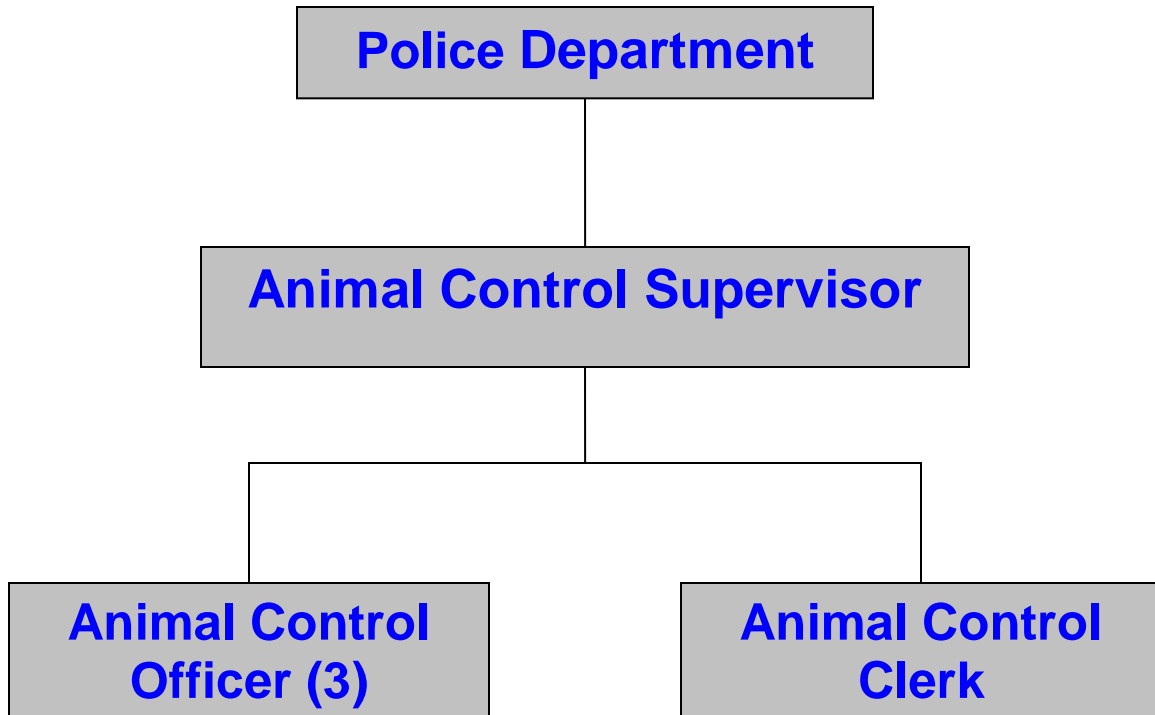 Police Department
Animal Control Supervisor
Animal Control
Officer (3)
Animal Control
Clerk